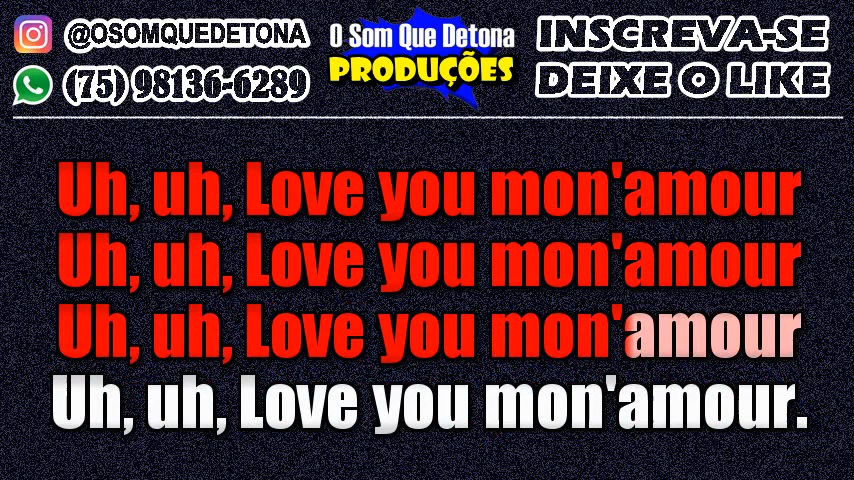 @OSOMQUEDETONA
(75) 98136-6289
O Som Que Detona
PRODUÇÕES
INSCREVA-SE
DEIXE O LIKE
Uh, uh, Love you mon'amour
Uh, uh, Love you mon'amour
Uh, uh, Love you mon'amour
Uh, uh, Love you mon'amour.